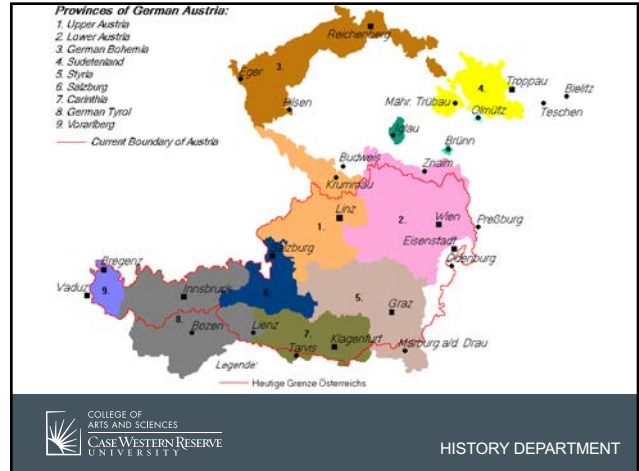 Provinces of German Austria:
1. Upper Austria
2. Lower Austria
3. German Bohemia
4. Sudetenland
5. Styria
6. Salzburg
7. Carinthia
8. German Tyrol
9. Vorarlberg
Current Boundary of Austria
Reichenberg
3.
Eger
Pilsen
4.
Troppau
Bielitz
Mähr. Trübau
Olmütz
Teschen
Iglau
Brünn
Budweis
Znaim
Krummau
Linz
1.
2.
Wien
Preßburg
Eisenstadt
Ödenburg
Salzburg
Bregenz
Vaduz
9.
Innsbruck
6.
5.
Graz
8.
Bozen
Lienz
7.
Klagenfurt
Tarvis
Marburg a/d. Drau
Legende:
Heutige Grenze Österreichs
COLLEGE OF
ARTS AND SCIENCES
CASE WESTERN RESERVE
UNIVERSITY
HISTORY DEPARTMENT